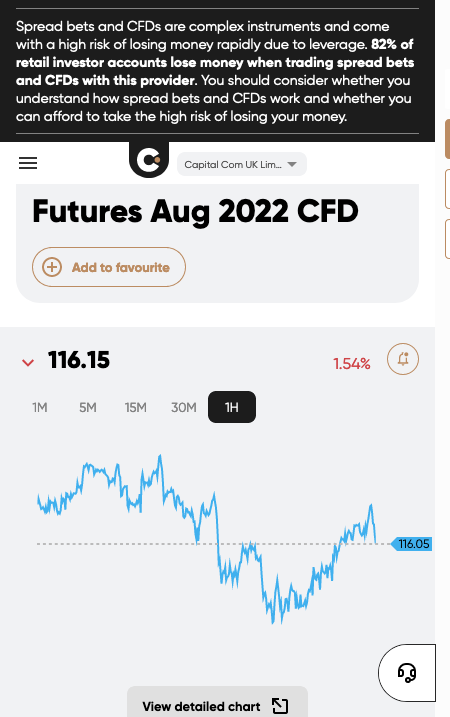 Spread bets and CFDs are complex instruments and come
with a high risk of losing money rapidly due to leverage. 82% of
retail investor accounts lose money when trading spread bets
and CFDs with this provider. You should consider whether you
understand how spread bets and CFDs work and whether you
can afford to take the high risk of losing your money.
Capital Com UK Lim...
Futures Aug 2022 CFD
Add to favourite
116.15
1.54%
1M 5M 15M 30M 1H
116.05
View detailed chart